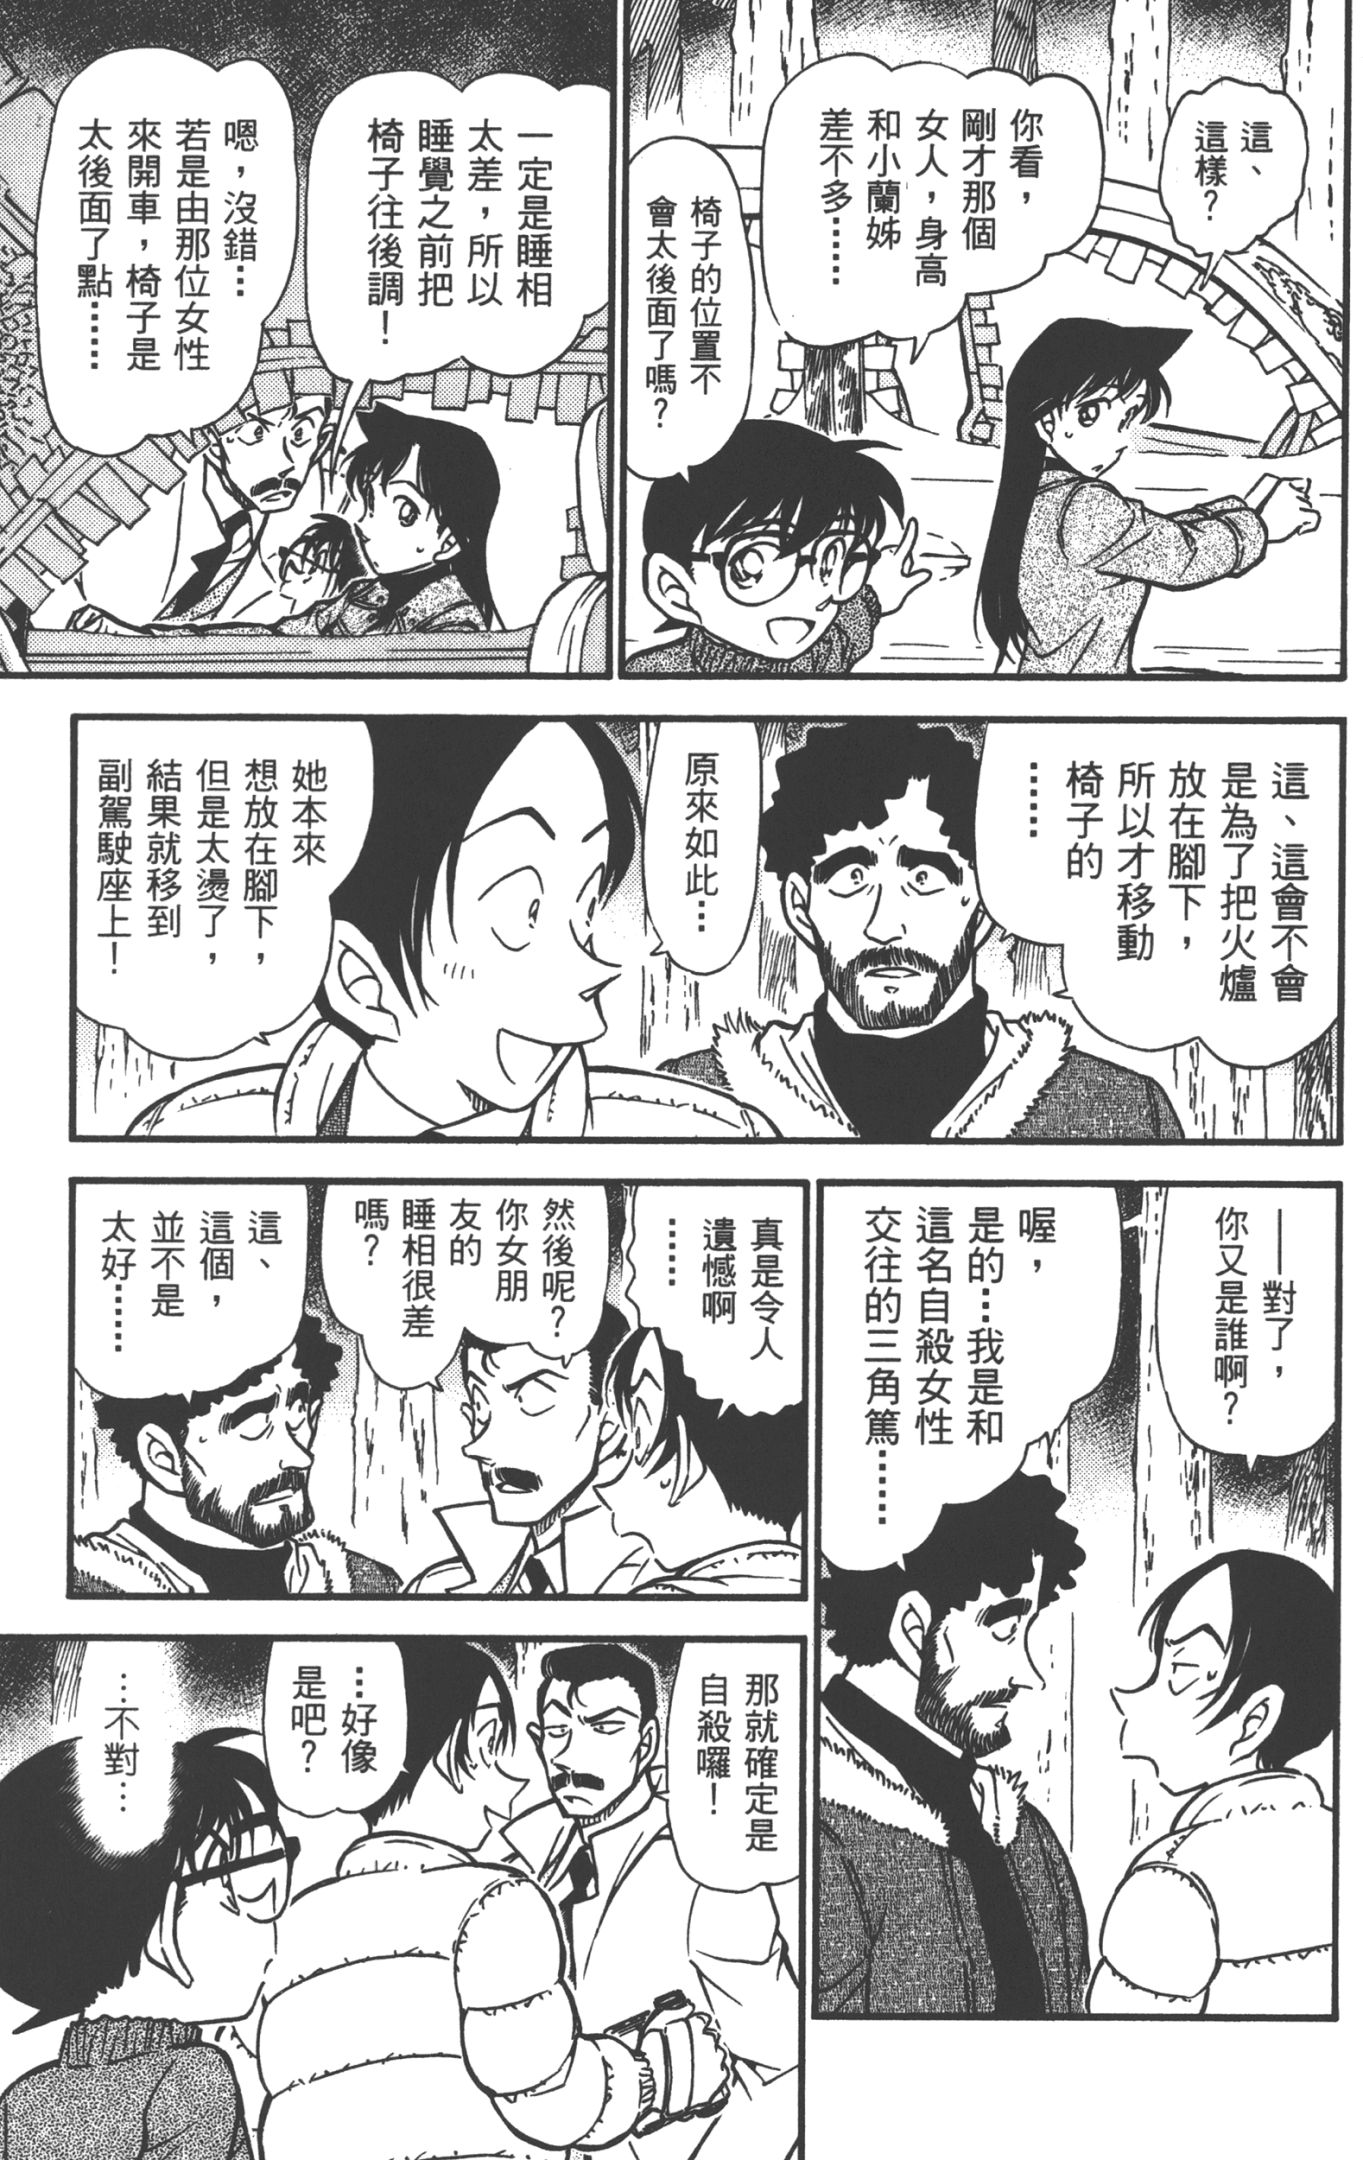 這、
這樣?
你看，
剛才那個
女人，身高
和小蘭姊
差不多……
椅子的位置不
會太後面了嗎?
一定是睡相
太差，所以
睡覺之前把
椅子往後調!
嗯，沒錯…
若是由那位女性
來開車，椅子是
太後面了點……
這、這會不會
是為了把火爐
放在腳下，
所以才移動
椅子的
……
原來如此…
她本來
想放在腳下，
但是太燙了，
結果就移到
副駕駛座上!
——對了，
你又是誰啊?
喔，
是的…我是和
這名自殺女性
交往的三角篤……
真是令人
遺憾啊
……
然後呢?
你女朋
友的
睡相很差
嗎?
這、
這個，
並不是
太好……
那就確定是
自殺囉!
…好像
是吧?
…不對…